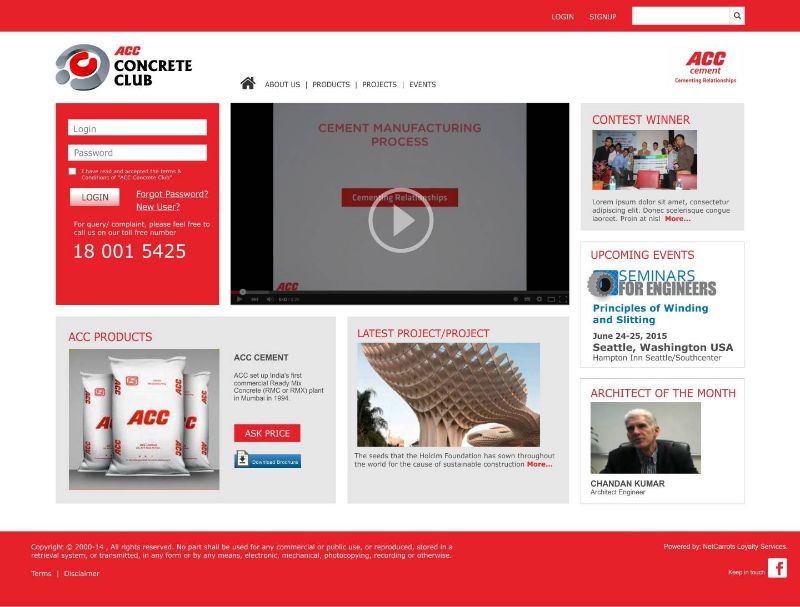 LOGIN SIGNUP
ACC
CONCRETE
CLUB
ABOUT US | PRODUCTS | PROJECTS | EVENTS
ACC
cement
Cementing Relationships
Login
Password
I have read and accepted the terms &
Conditions of "ACC Concrete Club".
LOGIN
Forgot Password?
New User?
For query/ complaint, please feel free to
call us on our toll free number
18 001 5425
CEMENT MANUFACTURING
PROCESS
Cementing Relationships
ACC
CONTEST WINNER
Lorem ipsum dolor sit amet, consectetur
adipiscing elit. Donec scelerisque congue
laoreet. Proin at nisl More...
UPCOMING EVENTS
SEMINARS
FOR ENGINEERS
Principles of Winding
and Slitting
June 24-25, 2015
Seattle, Washington USA
Hampton Inn Seattle/Southcenter
ACC PRODUCTS
ACC
ACC
ACC
ACC CEMENT
ACC set up India's first
commercial Ready Mix
Concrete (RMC or RMX) plant
in Mumbai in 1994.
ASK PRICE
Download Brochure
LATEST PROJECT/PROJECT
The seeds that the Holcim Foundation has sown throughout
the world for the cause of sustainable construction More...
ARCHITECT OF THE MONTH
CHANDAN KUMAR
Architect Engineer
Copyright © 2000-14 , All rights reserved. No part shall be used for any commercial or public use, or reproduced, stored in a
retrieval system, or transmitted, in any form or by any means, electronic, mechanical, photocopying, recording or otherwise.
Terms | Disclaimer
Powered by: NetCarrots Loyalty Services.
Keep in touch